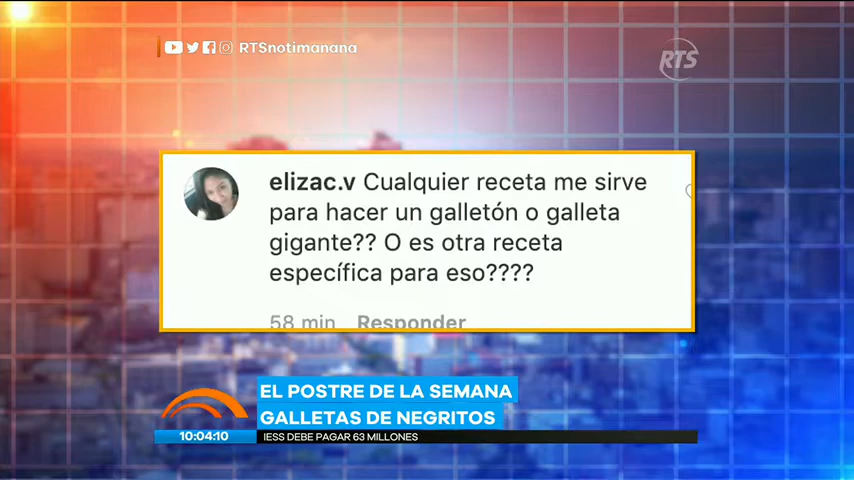 RTSnotimanana
RTS
elizac.v Cualquier receta me sirve
para hacer un galletón o galleta
gigante?? O es otra receta
específica para eso????
58 min Responder
EL POSTRE DE LA SEMANA
GALLETAS DE NEGRITOS
10:04:10 IESS DEBE PAGAR 63 MILLONES